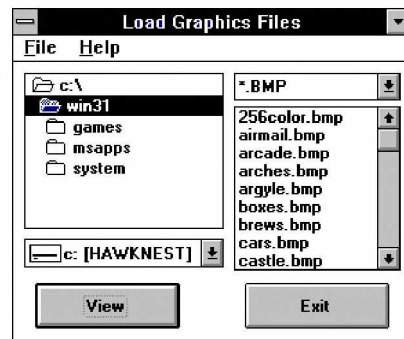 Load Graphics Files
File Help
c:\
win31
games
msapps
system
c: [HAWKNEST]
*.BMP
256color.bmp
airmail.bmp
arcade.bmp
arches.bmp
argyle.bmp
boxes.bmp
brews.bmp
cars.bmp
castle.bmp
View
Exit